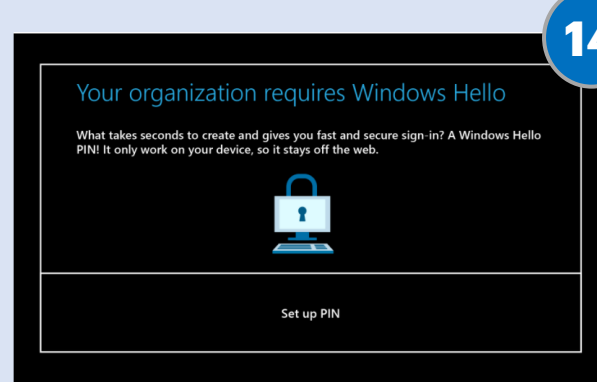 14
Your organization requires Windows Hello
What takes seconds to create and gives you fast and secure sign-in? A Windows Hello
PIN! It only work on your device, so it stays off the web.
Set up PIN